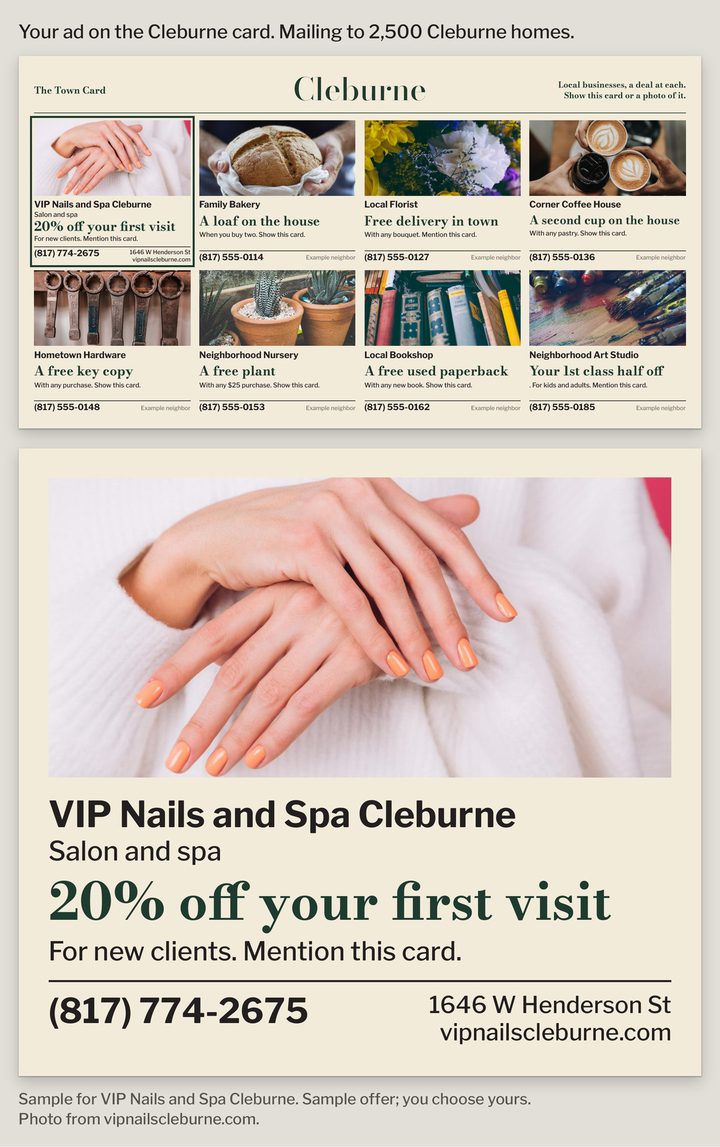 Your ad on the Cleburne card. Mailing to 2,500 Cleburne homes.
The Town Card
Cleburne
Local businesses, a deal at each.
Show this card or a photo of it.
VIP Nails and Spa Cleburne
Salon and spa
20% off your first visit
For new clients. Mention this card.
(817) 774-2675
1646 W Henderson St
vipnailscleburne.com
Family Bakery
A loaf on the house
When you buy two. Show this card.
(817) 555-0114
Example neighbor
Local Florist
Free delivery in town
With any bouquet. Mention this card.
(817) 555-0127
Example neighbor
Corner Coffee House
A second cup on the house
With any pastry. Show this card.
(817) 555-0136
Example neighbor
Hometown Hardware
A free key copy
With any purchase. Show this card.
(817) 555-0148
Example neighbor
Neighborhood Nursery
A free plant
With any $25 purchase. Show this card.
(817) 555-0153
Example neighbor
Local Bookshop
A free used paperback
With any new book. Show this card.
(817) 555-0162
Example neighbor
Neighborhood Art Studio
Your 1st class half off
. For kids and adults. Mention this card.
(817) 555-0185
Example neighbor
VIP Nails and Spa Cleburne
Salon and spa
20% off your first visit
For new clients. Mention this card.
(817) 774-2675
1646 W Henderson St
vipnailscleburne.com
Sample for VIP Nails and Spa Cleburne. Sample offer; you choose yours.
Photo from vipnailscleburne.com.